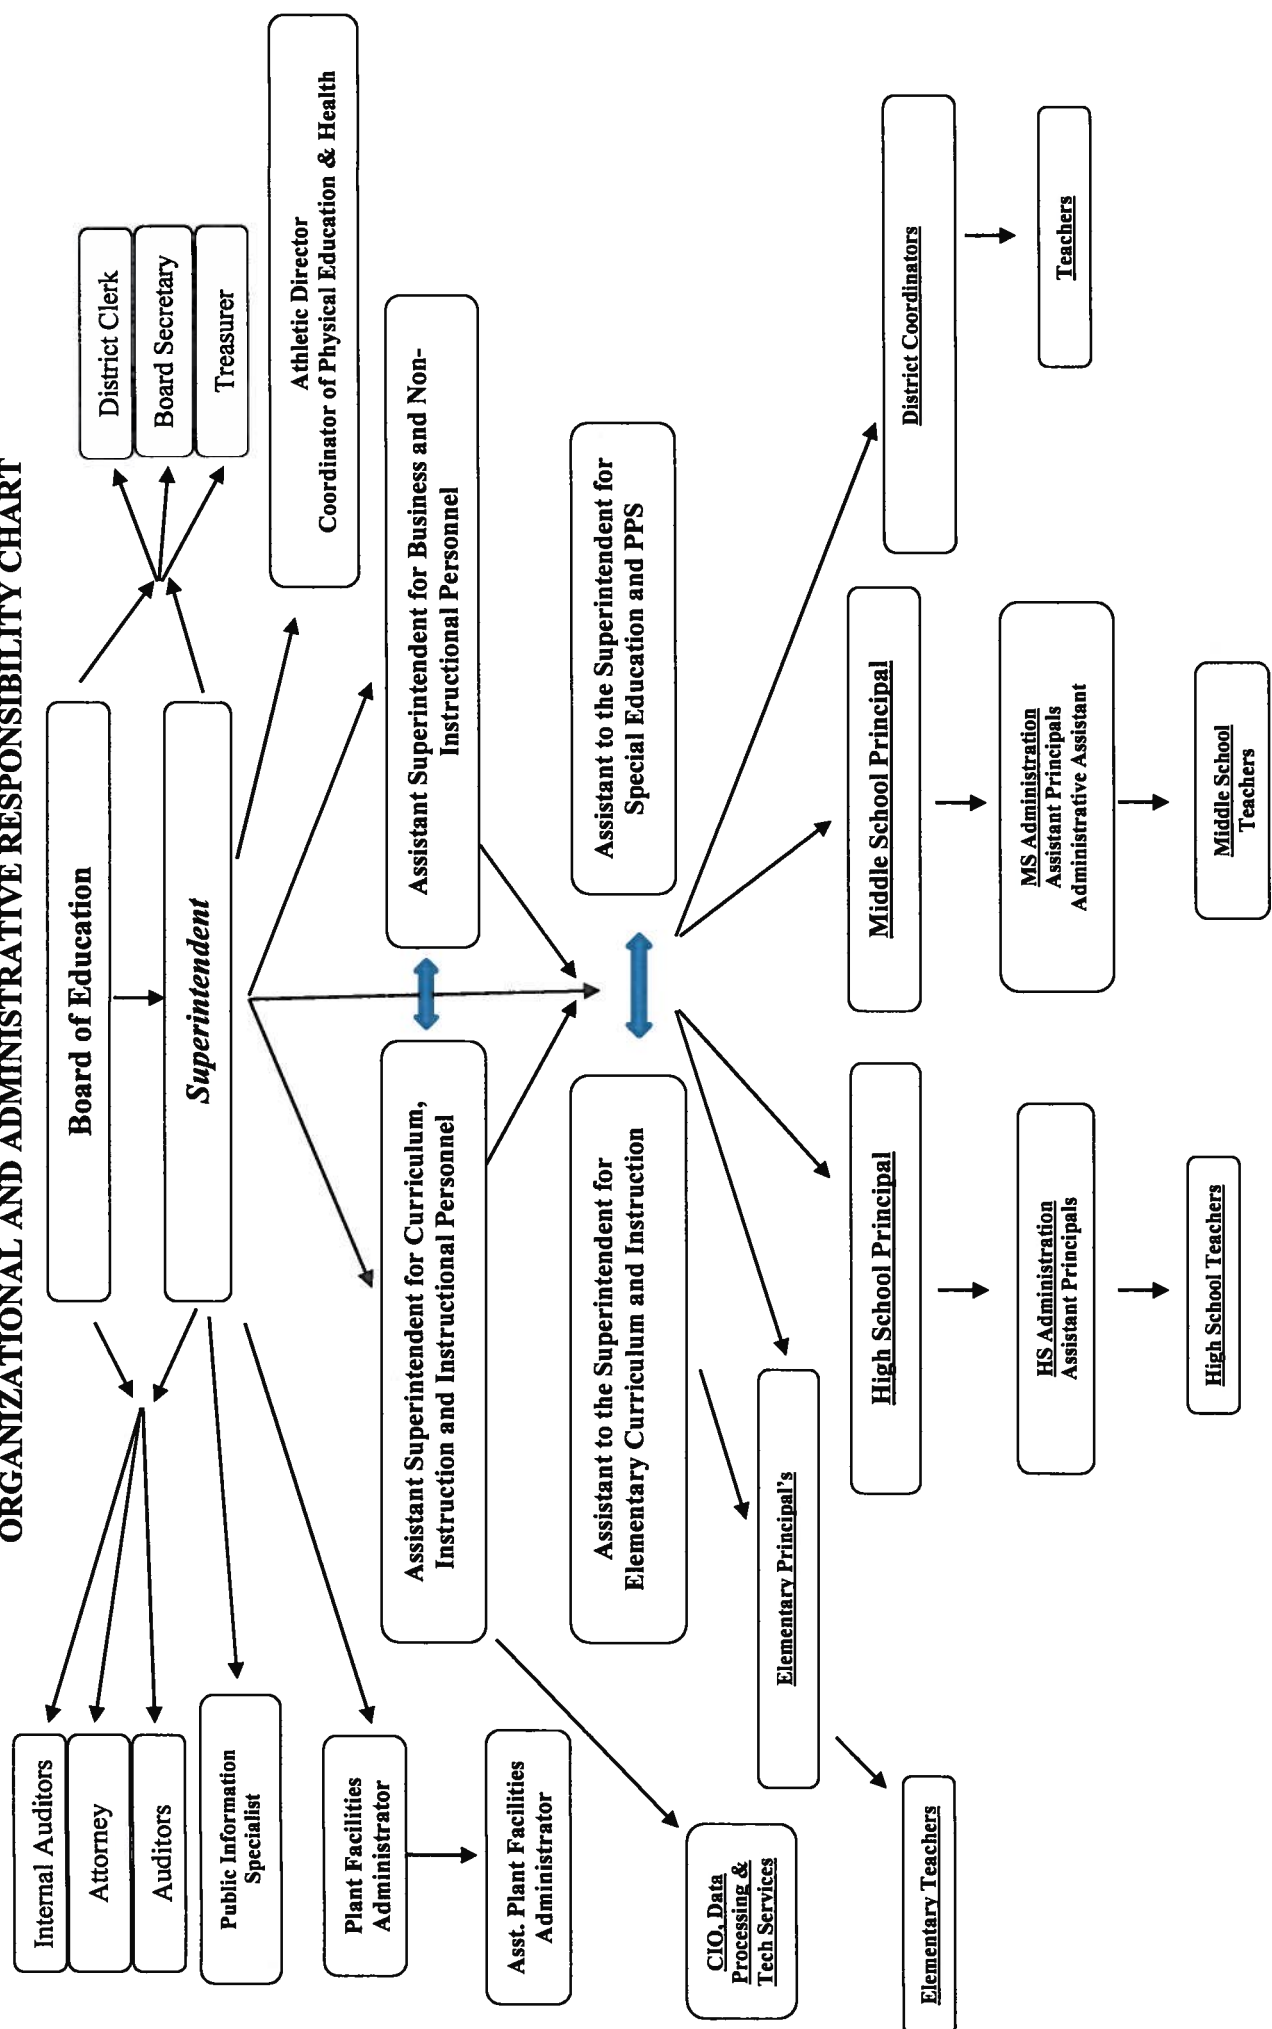 ORGANIZATIONAL AND ADMINISTRATIVE RESPONSIBILITY CHART
Board of Education
Superintendent
Internal Auditors
Attorney
Auditors
Public Information
Specialist
Plant Facilities
Administrator
Asst. Plant Facilities
Administrator
District Clerk
Board Secretary
Treasurer
Athletic Director
Coordinator of Physical Education & Health
Assistant Superintendent for Curriculum,
Instruction and Instructional Personnel
Assistant Superintendent for Business and Non-
Instructional Personnel
Assistant to the Superintendent for
Elementary Curriculum and Instruction
Assistant to the Superintendent for
Special Education and PPS
CIO, Data
Processing &
Tech Services
Elementary Principal's
Elementary Teachers
High School Principal
HS Administration
Assistant Principals
High School Teachers
Middle School Principal
MS Administration
Assistant Principals
Administrative Assistant
Middle School
Teachers
District Coordinators
Teachers